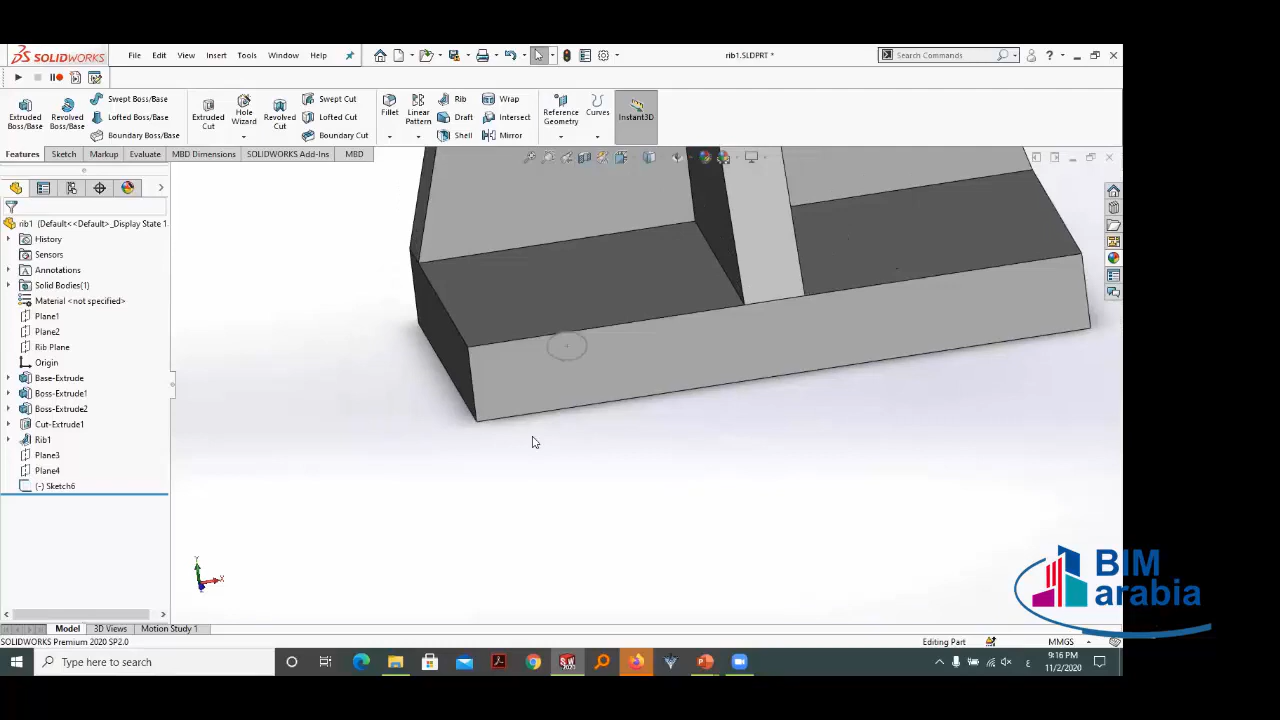 SOLIDWORKS
File Edit View Insert Tools Window Help
rib1.SLDPRT *
Search Commands
?
Extruded Boss/Base
Revolved Boss/Base
Swept Boss/Base
Lofted Boss/Base
Boundary Boss/Base
Extruded Cut
Hole Wizard
Revolved Cut
Swept Cut
Lofted Cut
Boundary Cut
Fillet
Linear Pattern
Rib
Draft
Shell
Wrap
Intersect
Mirror
Reference Geometry
Curves
Instant3D
Features Sketch Markup Evaluate MBD Dimensions SOLIDWORKS Add-Ins MBD
rib1 (Default<<Default>_Display State 1
History
Sensors
Annotations
Solid Bodies(1)
Material <not specified>
Plane1
Plane2
Rib Plane
Origin
Base-Extrude
Boss-Extrude1
Boss-Extrude2
Cut-Extrude1
Rib1
Plane3
Plane4
(-) Sketch6
Y
X
BIM
arabia
Model 3D Views Motion Study 1
SOLIDWORKS Premium 2020 SP2.0
Editing Part
MMGS
Type here to search
ع
9:16 PM
11/2/2020